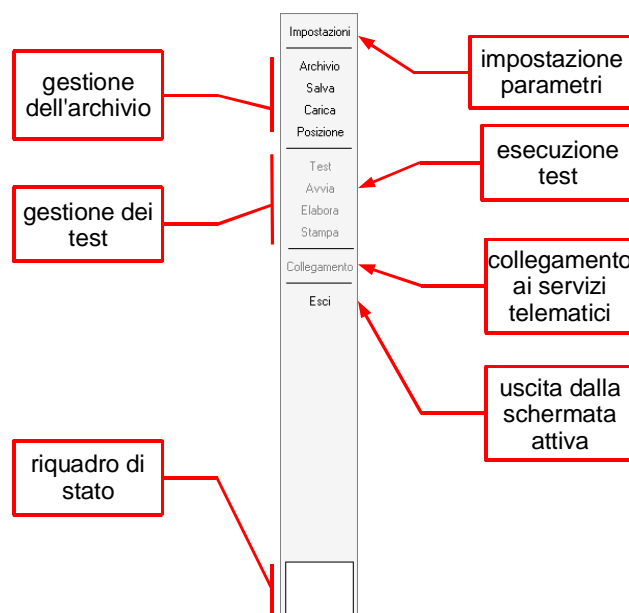 Impostazioni
Archivio
Salva
Carica
Posizione
Test
Avvia
Elabora
Stampa
Collegamento
Esci
gestione
dell'archivio
gestione dei
test
riquadro di
stato
impostazione
parametri
esecuzione
test
collegamento
ai servizi
telematici
uscita dalla
schermata
attiva